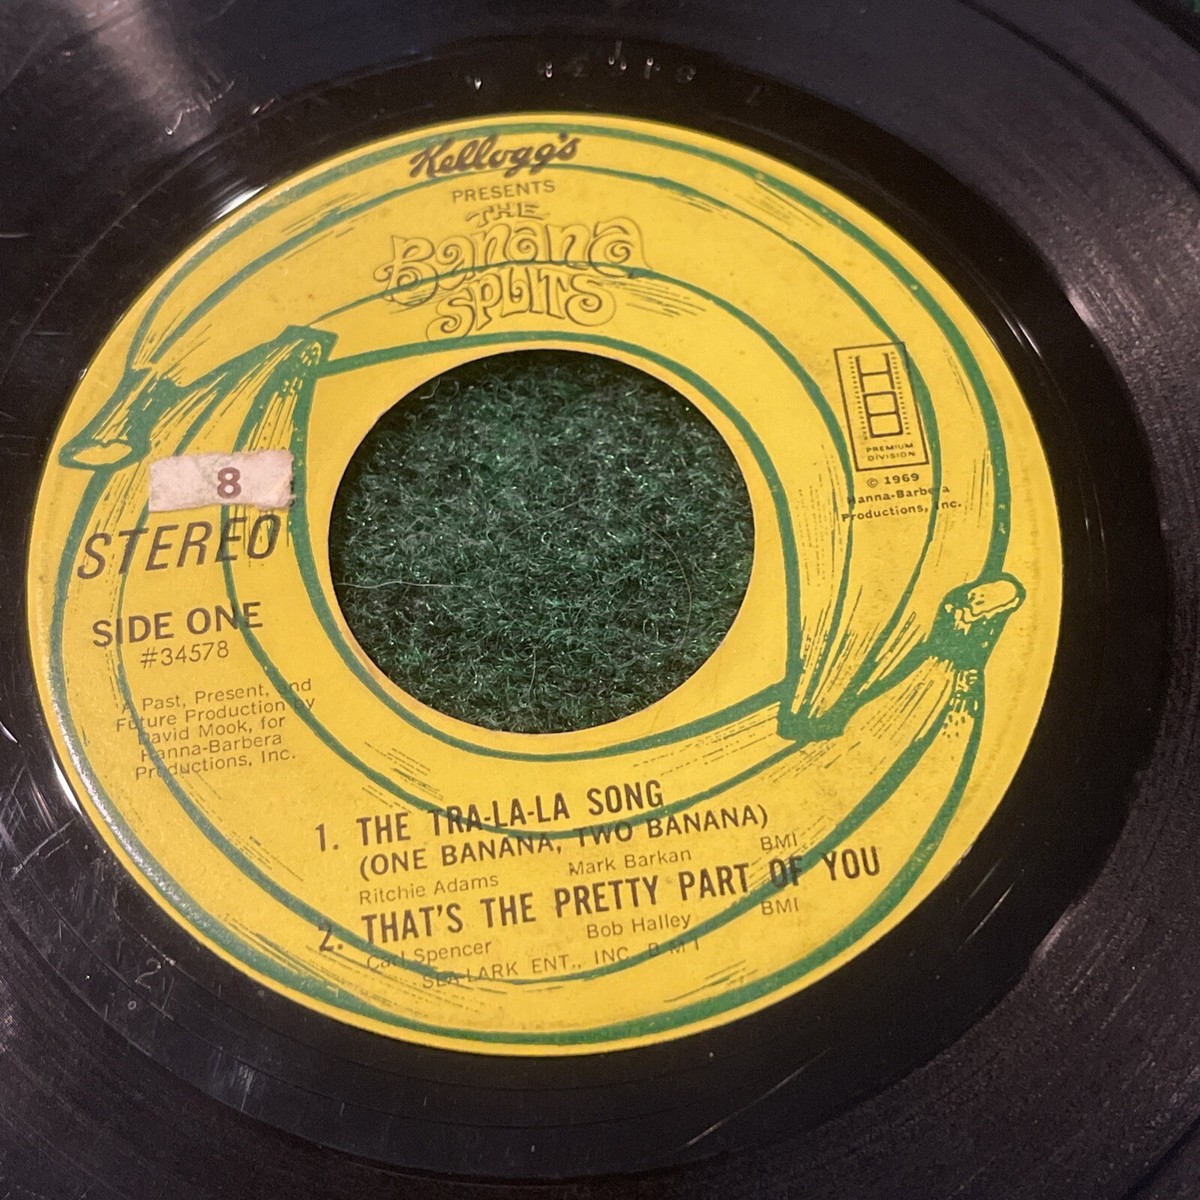 Kellogg's
PRESENTS
THE
Banana
SPLITS
PREMIUM
DIVISION
© 1969
Hanna-Barbera
Productions, Inc.
8
STEREO
SIDE ONE
#34578
A Past, Present, and
Future Production by
David Mook, for
Hanna-Barbera
Productions, Inc.
1. THE TRA-LA-LA SONG
(ONE BANANA, TWO BANANA)
Ritchie Adams Mark Barkan BMI
2. THAT'S THE PRETTY PART OF YOU
Carl Spencer Bob Halley BMI
SEA-LARK ENT., INC. B M I
2